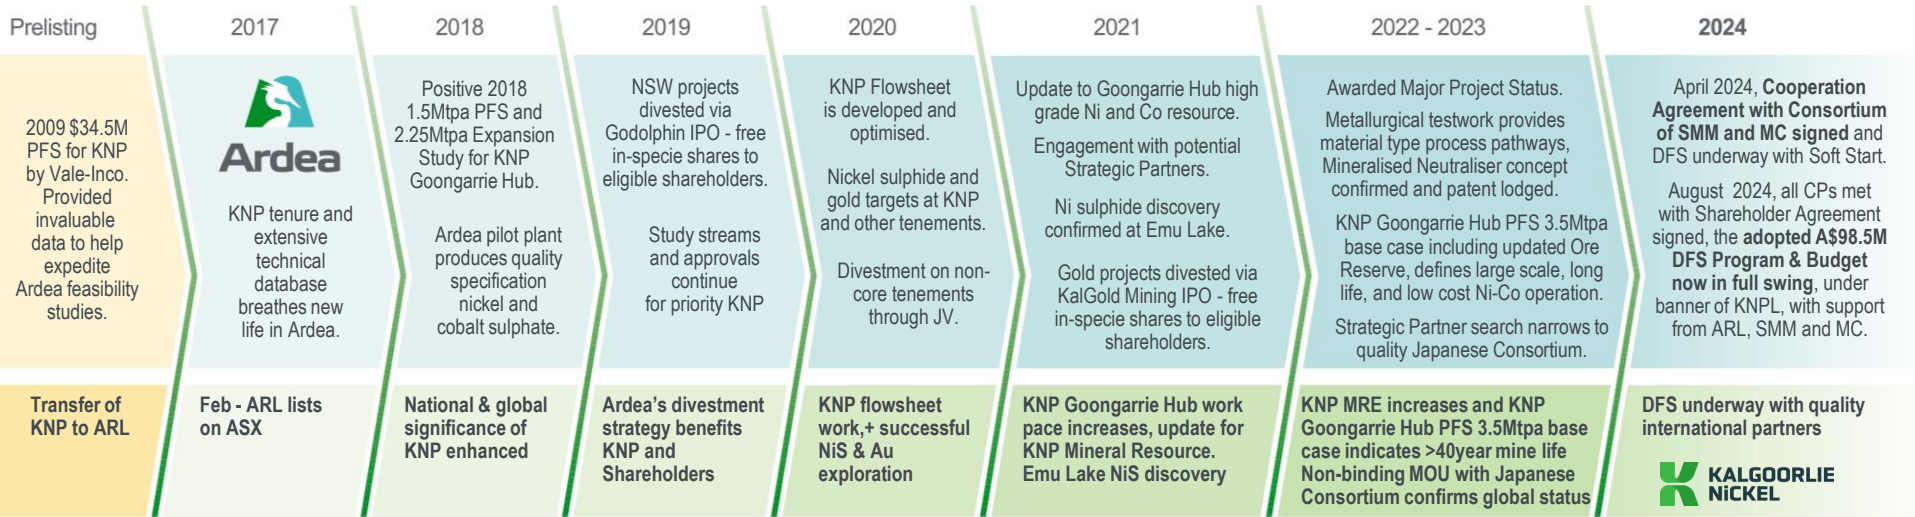 Prelisting
2009 $34.5M
PFS for KNP
by Vale-Inco.
Provided
invaluable
data to help
expedite
Ardea feasibility
studies.
Transfer of
KNP to ARL
2017
Ardea
KNP tenure and
extensive
technical
database
breathes new
life in Ardea.
Feb - ARL lists
on ASX
2018
Positive 2018
1.5Mtpa PFS and
2.25Mtpa Expansion
Study for KNP
Goongarrie Hub.
Ardea pilot plant
produces quality
specification
nickel and
cobalt sulphate.
National & global
significance of
KNP enhanced
2019
NSW projects
divested via
Godolphin IPO - free
in-specie shares to
eligible shareholders.
Study streams
and approvals
continue
for priority KNP
Ardea's divestment
strategy benefits
KNP and
Shareholders
2020
KNP Flowsheet
is developed and
optimised.
Nickel sulphide and
gold targets at KNP
and other tenements.
Divestment on non-
core tenements
through JV.
KNP flowsheet
work,+ successful
NiS & Au
exploration
2021
Update to Goongarrie Hub high
grade Ni and Co resource.
Engagement with potential
Strategic Partners.
Ni sulphide discovery
confirmed at Emu Lake.
Gold projects divested via
KalGold Mining IPO - free
in-specie shares to eligible
shareholders.
KNP Goongarrie Hub work
pace increases, update for
KNP Mineral Resource.
Emu Lake NiS discovery
2022 - 2023
Awarded Major Project Status.
Metallurgical testwork provides
material type process pathways,
Mineralised Neutraliser concept
confirmed and patent lodged.
KNP Goongarrie Hub PFS 3.5Mtpa
base case including updated Ore
Reserve, defines large scale, long
life, and low cost Ni-Co operation.
Strategic Partner search narrows to
quality Japanese Consortium.
KNP MRE increases and KNP
Goongarrie Hub PFS 3.5Mtpa base
case indicates >40year mine life
Non-binding MOU with Japanese
Consortium confirms global status
2024
April 2024, Cooperation
Agreement with Consortium
of SMM and MC signed and
DFS underway with Soft Start.
August 2024, all CPs met
with Shareholder Agreement
signed, the adopted A$98.5M
DFS Program & Budget
now in full swing, under
banner of KNPL, with support
from ARL, SMM and MC.
DFS underway with quality
international partners
KALGOORLIE
NiCKEL